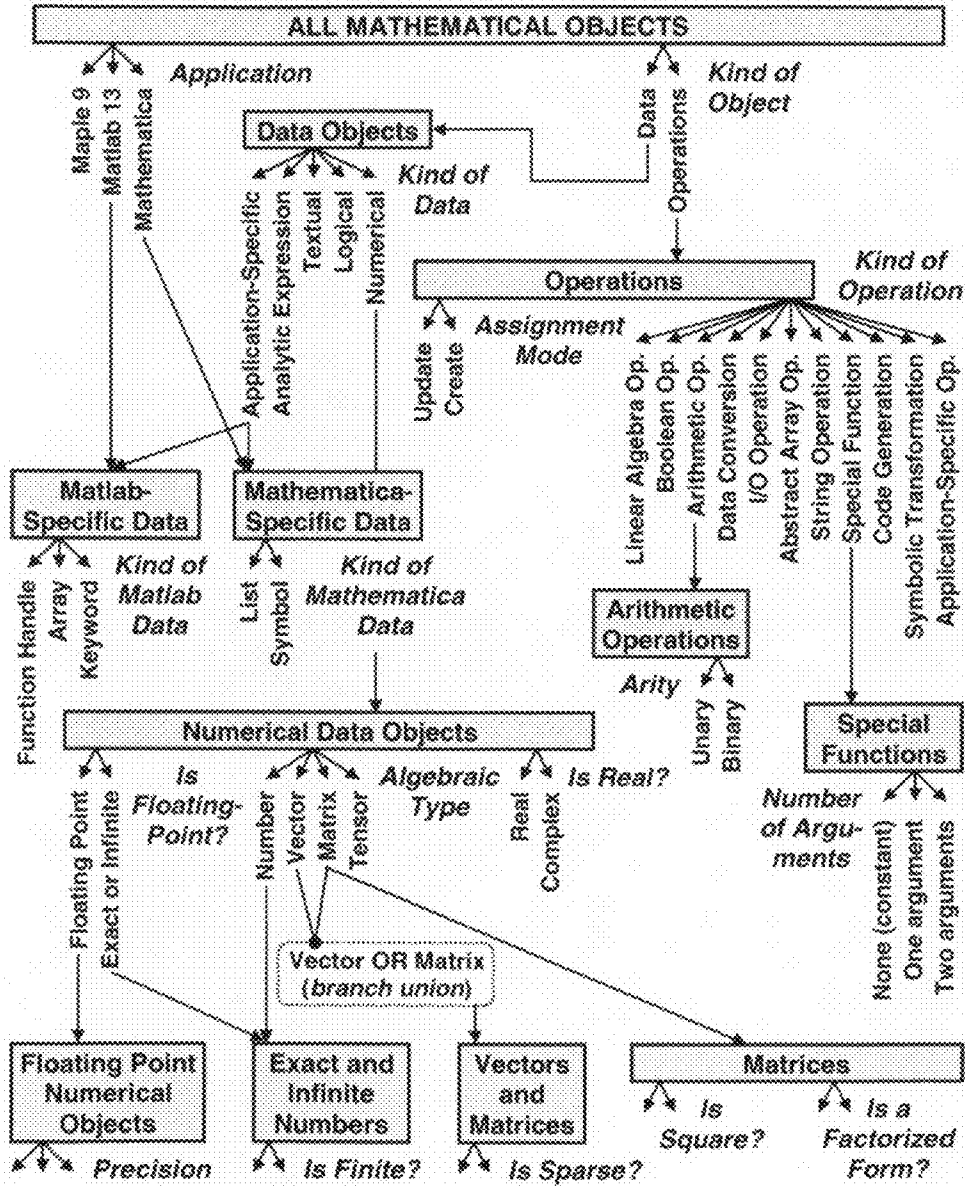 ALL MATHEMATICAL OBJECTS
Application
Kind of
Object
Maple 9
Matlab 13
Mathematica
Data
Operations
Data Objects
Kind of
Data
Application-Specific
Analytic Expression
Textual
Logical
Numerical
Operations
Kind of
Operation
Assignment
Mode
Update
Create
Linear Algebra Op.
Boolean Op.
Arithmetic Op.
Data Conversion
I/O Operation
Abstract Array Op.
String Operation
Special Function
Code Generation
Symbolic Transformation
Application-Specific Op.
Matlab-
Specific Data
Mathematica-
Specific Data
Kind of
Matlab
Data
Function Handle
Array
Keyword
List
Symbol
Kind of
Mathematica
Data
Arithmetic
Operations
Arity
Unary
Binary
Special
Functions
Number
of Argu-
ments
None (constant)
One argument
Two arguments
Numerical Data Objects
Is
Floating-
Point?
Algebraic
Type
Is Real?
Floating Point
Exact or Infinite
Number
Vector
Matrix
Tensor
Real
Complex
Vector OR Matrix
(branch union)
Floating Point
Numerical
Objects
Exact and
Infinite
Numbers
Vectors
and
Matrices
Matrices
Is
Square?
Is a
Factorized
Form?
Precision
Is Finite?
Is Sparse?